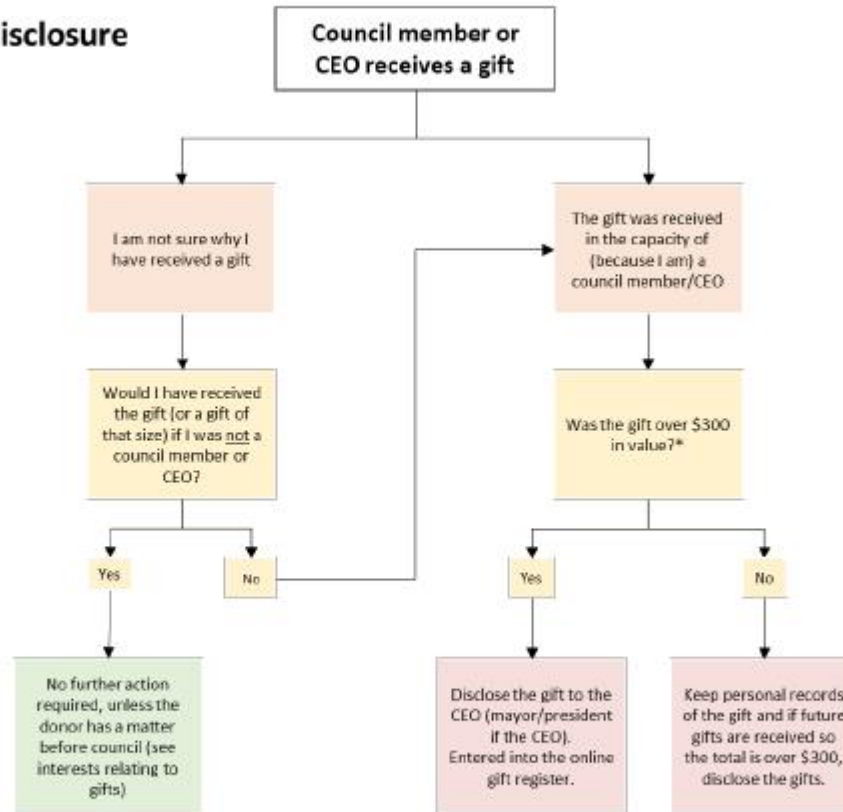 isclosure
Council member or
CEO receives a gift
I am not sure why I
have received a gift
The gift was received
in the capacity of
(because I am) a
council member/CEO
Would I have received
the gift (or a gift of
that size) if I was not a
council member or
CEO?
Was the gift over $300
in value?*
Yes
No
Yes
No
No further action
required, unless the
donor has a matter
before council (see
interests relating to
gifts)
Disclose the gift to the
CEO (mayor/president
if the CEO).
Entered into the online
gift register.
Keep personal records
of the gift and if future
gifts are received so
the total is over $300,
disclose the gifts.